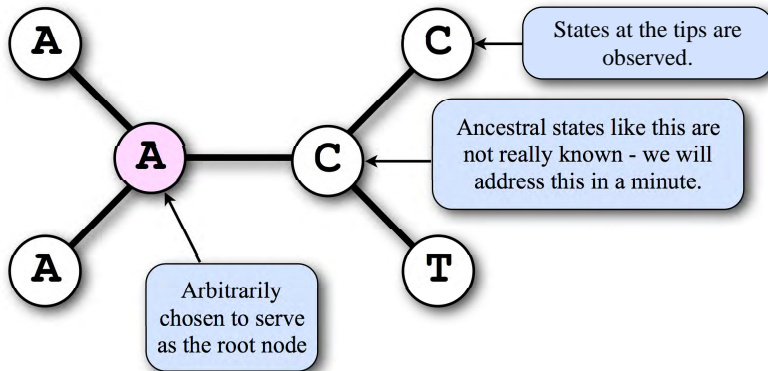 A
C
States at the tips are
observed.
A
C
Ancestral states like this are
not really known - we will
address this in a minute.
A
T
Arbitrarily
chosen to serve
as the root node